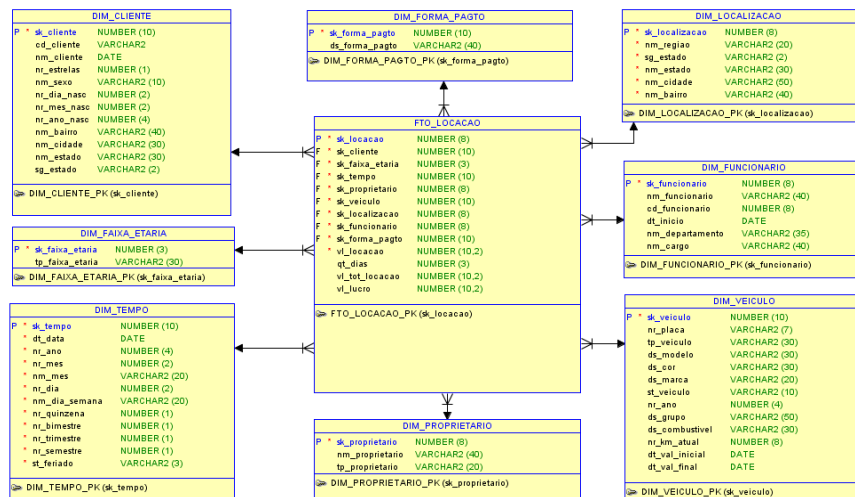 DIM_CLIENTE
P * sk_cliente NUMBER (10)
cd_cliente VARCHAR2
nm_cliente DATE
nr_estrelas NUMBER (1)
nm_sexo VARCHAR2 (10)
nr_dia_nasc NUMBER (2)
nr_mes_nasc NUMBER (2)
nr_ano_nasc NUMBER (4)
nm_bairro VARCHAR2 (40)
nm_cidade VARCHAR2 (30)
nm_estado VARCHAR2 (30)
sg_estado VARCHAR2 (2)
DIM_CLIENTE_PK (sk_cliente)
DIM_FORMA_PAGTO
P * sk_forma_pagto NUMBER (10)
ds_forma_pagto VARCHAR2 (40)
DIM_FORMA_PAGTO_PK (sk_forma_pagto)
DIM_LOCALIZACAO
P * sk_localizacao NUMBER (8)
* nm_regiao VARCHAR2 (20)
* sg_estado VARCHAR2 (2)
* nm_estado VARCHAR2 (30)
* nm_cidade VARCHAR2 (50)
* nm_bairro VARCHAR2 (40)
DIM_LOCALIZACAO_PK (sk_localizacao)
FTO_LOCACAO
P * sk_locacao NUMBER (8)
F * sk_cliente NUMBER (10)
F * sk_faixa_etaria NUMBER (3)
F * sk_tempo NUMBER (10)
F * sk_proprietario NUMBER (8)
F * sk_veiculo NUMBER (10)
F * sk_localizacao NUMBER (8)
F * sk_funcionario NUMBER (8)
F * sk_forma_pagto NUMBER (10)
* vl_locacao NUMBER (10,2)
qt_dias NUMBER (3)
vl_tot_locacao NUMBER (10,2)
vl_lucro NUMBER (10,2)
FTO_LOCACAO_PK (sk_locacao)
DIM_FUNCIONARIO
P * sk_funcionario NUMBER (8)
nm_funcionario VARCHAR2 (40)
cd_funcionario NUMBER (8)
dt_inicio DATE
nm_departamento VARCHAR2 (35)
nm_cargo VARCHAR2 (40)
DIM_FUNCIONARIO_PK (sk_funcionario)
DIM_FAIXA_ETARIA
P * sk_faixa_etaria NUMBER (3)
tp_faixa_etaria VARCHAR2 (30)
DIM_FAIXA_ETARIA_PK (sk_faixa_etaria)
DIM_TEMPO
P * sk_tempo NUMBER (10)
* dt_data DATE
* nr_ano NUMBER (4)
* nr_mes NUMBER (2)
* nm_mes VARCHAR2 (20)
* nr_dia NUMBER (2)
* nm_dia_semana VARCHAR2 (20)
* nr_quinzena NUMBER (1)
* nr_bimestre NUMBER (1)
* nr_trimestre NUMBER (1)
* nr_semestre NUMBER (1)
* st_feriado VARCHAR2 (3)
DIM_TEMPO_PK (sk_tempo)
DIM_PROPRIETARIO
P * sk_proprietario NUMBER (8)
nm_proprietario VARCHAR2 (40)
tp_proprietario VARCHAR2 (20)
DIM_PROPRIETARIO_PK (sk_proprietario)
DIM_VEICULO
P * sk_veiculo NUMBER (10)
nr_placa VARCHAR2 (7)
tp_veiculo VARCHAR2 (30)
ds_modelo VARCHAR2 (30)
ds_cor VARCHAR2 (30)
ds_marca VARCHAR2 (20)
st_veiculo VARCHAR2 (10)
nr_ano NUMBER (4)
ds_grupo VARCHAR2 (50)
ds_combustivel VARCHAR2 (30)
nr_km_atual NUMBER (8)
dt_val_inicial DATE
dt_val_final DATE
DIM_VEICULO_PK (sk_veiculo)